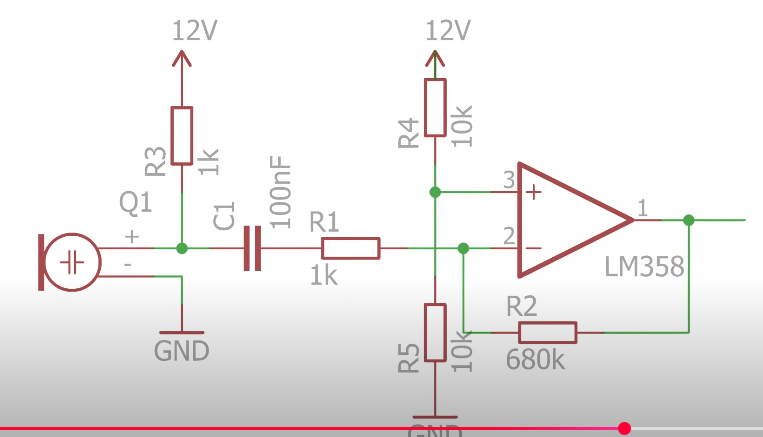 12V
12V
R3
1k
R4
10k
Q1
+
-
C1
100nF
R1
1k
3
+
2
-
1
LM358
R2
680k
R5
10k
GND
GND